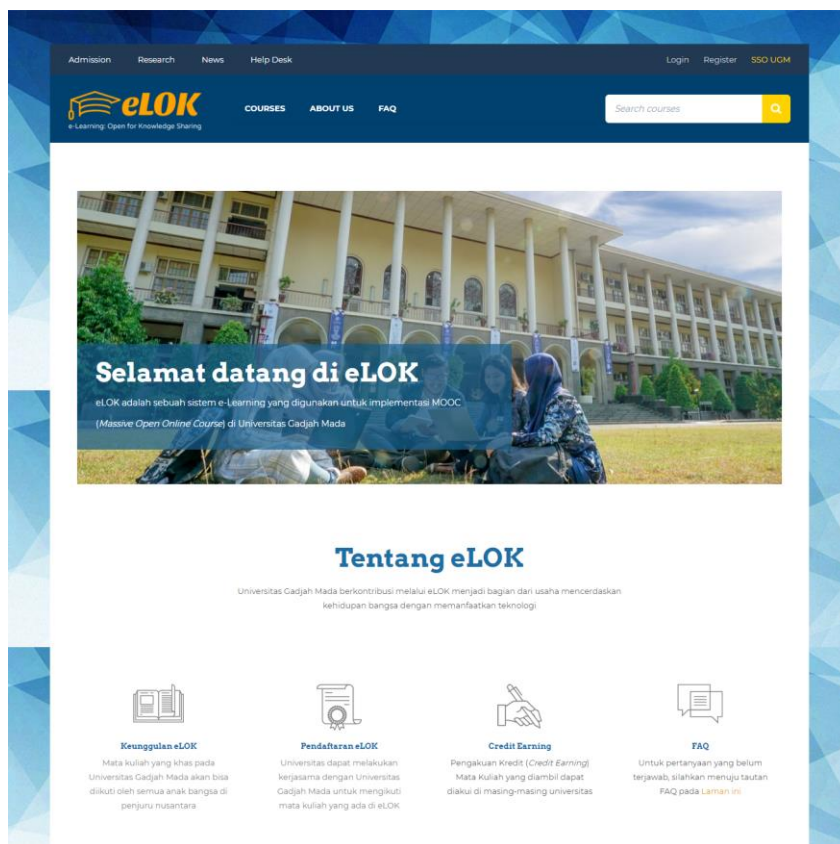 Admission Research News Help Desk Login Register SSO UGM
eLOK
e-Learning: Open for Knowledge Sharing
COURSES ABOUT US FAQ
Search courses
Selamat datang di eLOK
eLOK adalah sebuah sistem e-Learning yang digunakan untuk implementasi MOOC
(Massive Open Online Course) di Universitas Gadjah Mada
Tentang eLOK
Universitas Gadjah Mada berkontribusi melalui eLOK menjadi bagian dari usaha mencerdaskan
kehidupan bangsa dengan memanfaatkan teknologi
Keunggulan eLOK
Mata kuliah yang khas pada
Universitas Gadjah Mada akan bisa
diikuti oleh semua anak bangsa di
penjuru nusantara
Pendaftaran eLOK
Universitas dapat melakukan
kerjasama dengan Universitas
Gadjah Mada untuk mengikuti
mata kuliah yang ada di eLOK
Credit Earning
Pengakuan Kredit (Credit Earning)
Mata Kuliah yang diambil dapat
diakui di masing-masing universitas
FAQ
Untuk pertanyaan yang belum
terjawab, silahkan menuju tautan
FAQ pada Laman ini